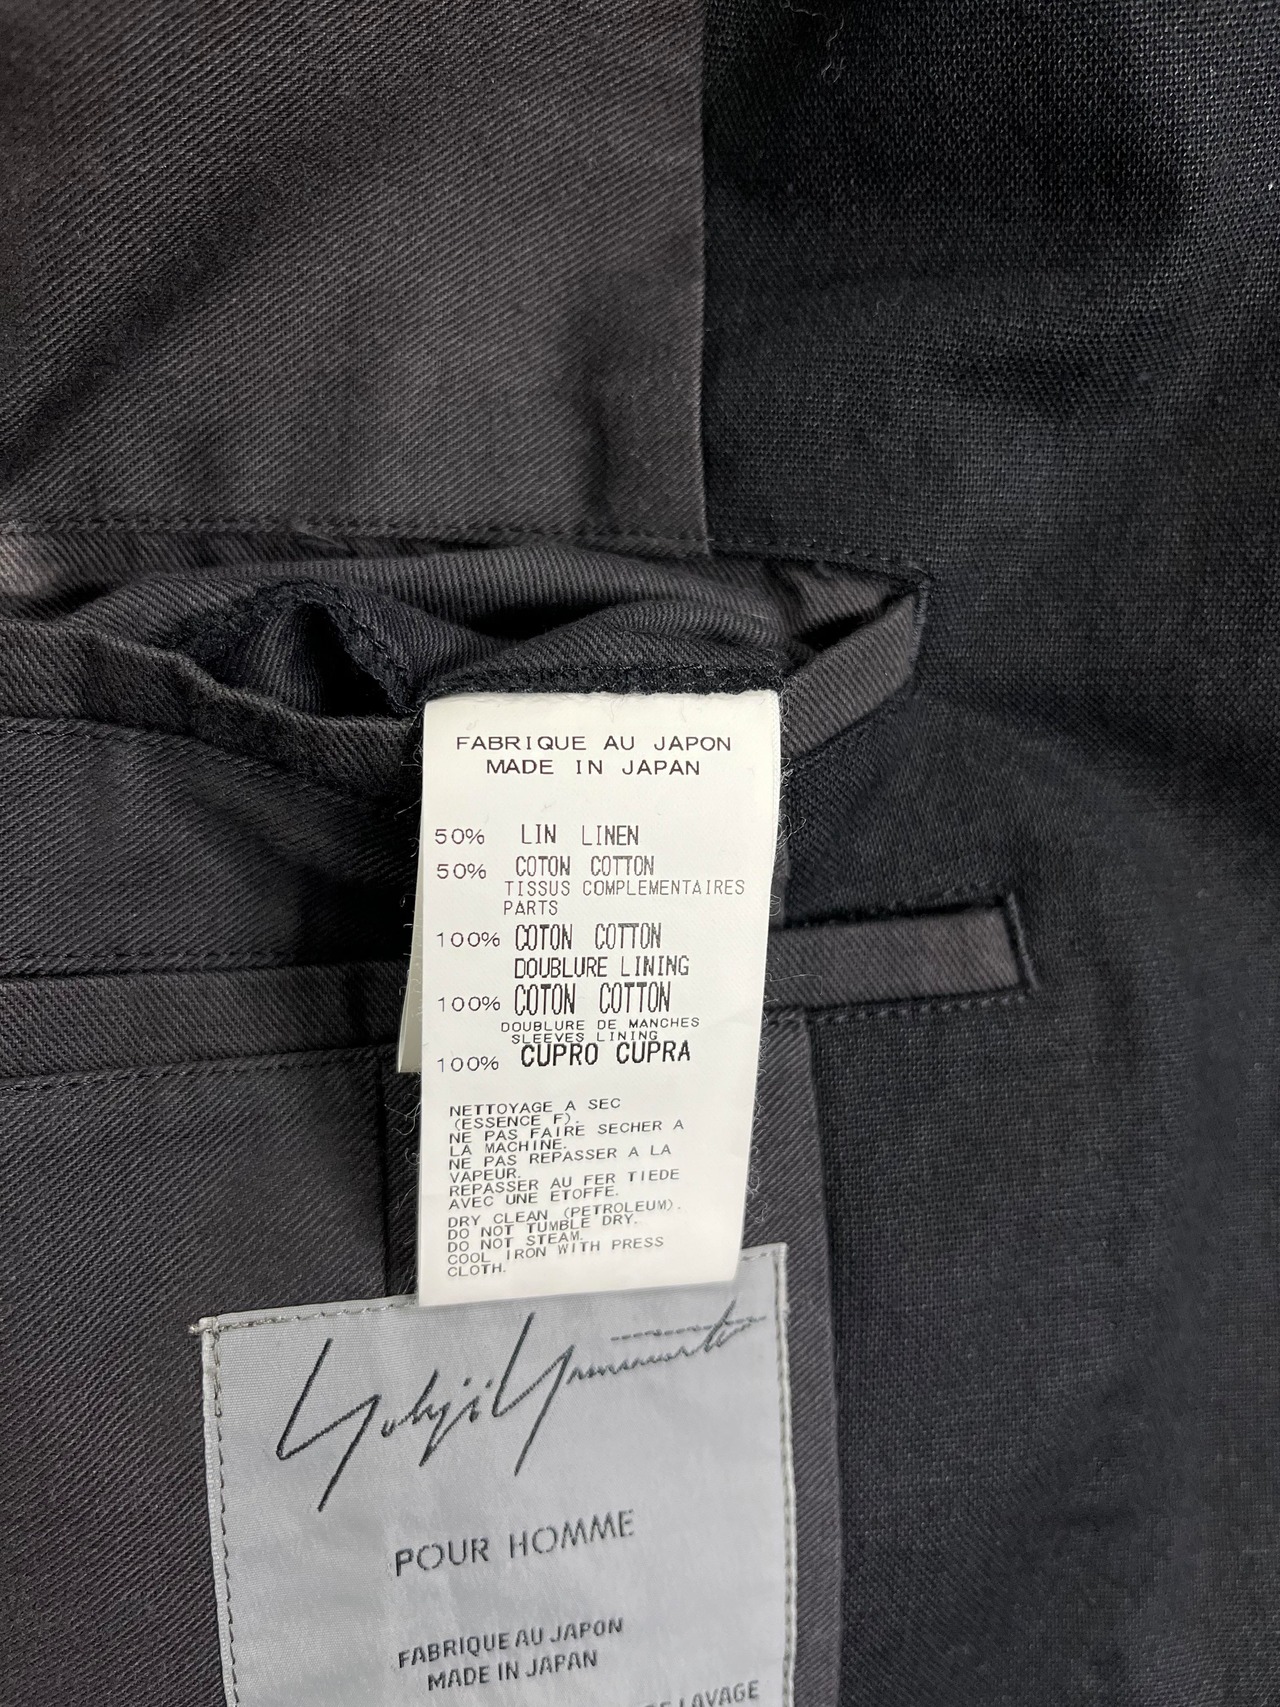 FABRIQUE AU JAPON
MADE IN JAPAN
50% LIN LINEN
50% COTON COTTON
TISSUS COMPLEMENTAIRES
PARTS
100% COTON COTTON
DOUBLURE LINING
100% COTON COTTON
DOUBLURE DE MANCHES
SLEEVES LINING
100% CUPRO CUPRA
NETTOYAGE A SEC
(ESSENCE F).
NE PAS FAIRE SECHER A
LA MACHINE.
NE PAS REPASSER A LA
VAPEUR.
REPASSER AU FER TIEDE
AVEC UNE ETOFFE.
DRY CLEAN (PETROLEUM).
DO NOT TUMBLE DRY.
DO NOT STEAM.
COOL IRON WITH PRESS
CLOTH.
Yohji Yamamoto
POUR HOMME
FABRIQUE AU JAPON
MADE IN JAPAN
LAVAGE